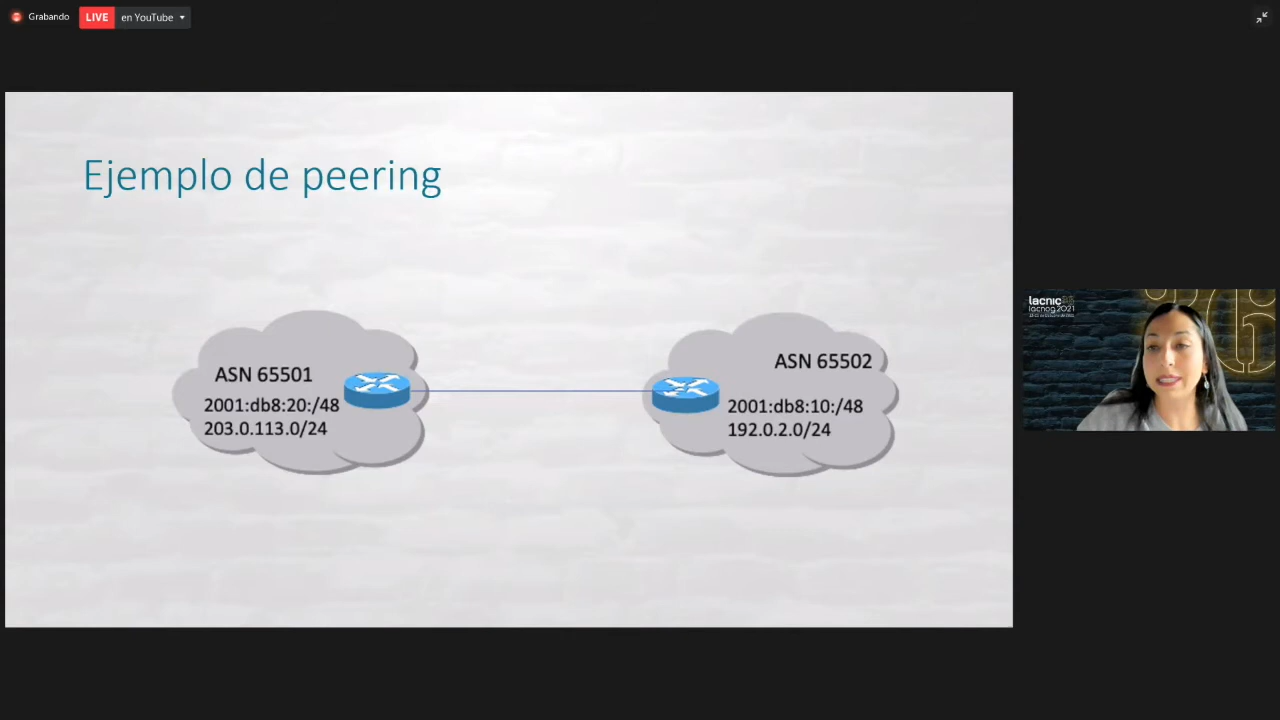 Grabando
LIVE en YouTube
Ejemplo de peering
ASN 65501
2001:db8:20:/48
203.0.113.0/24
ASN 65502
2001:db8:10:/48
192.0.2.0/24
lacnic
lacnog 2021